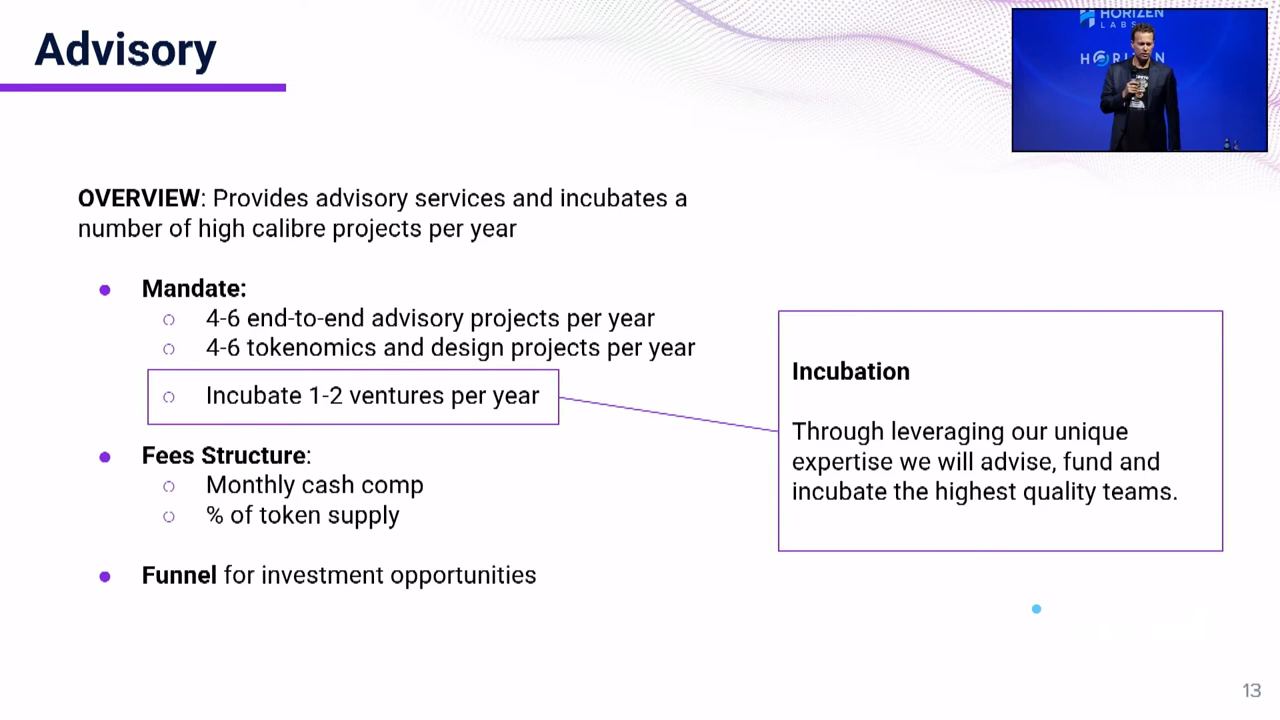 Advisory
HORIZEN
LABS
HORIZEN
OVERVIEW: Provides advisory services and incubates a
number of high calibre projects per year
Mandate:
4-6 end-to-end advisory projects per year
4-6 tokenomics and design projects per year
Incubate 1-2 ventures per year
Fees Structure:
Monthly cash comp
% of token supply
Funnel for investment opportunities
Incubation
Through leveraging our unique
expertise we will advise, fund and
incubate the highest quality teams.
13